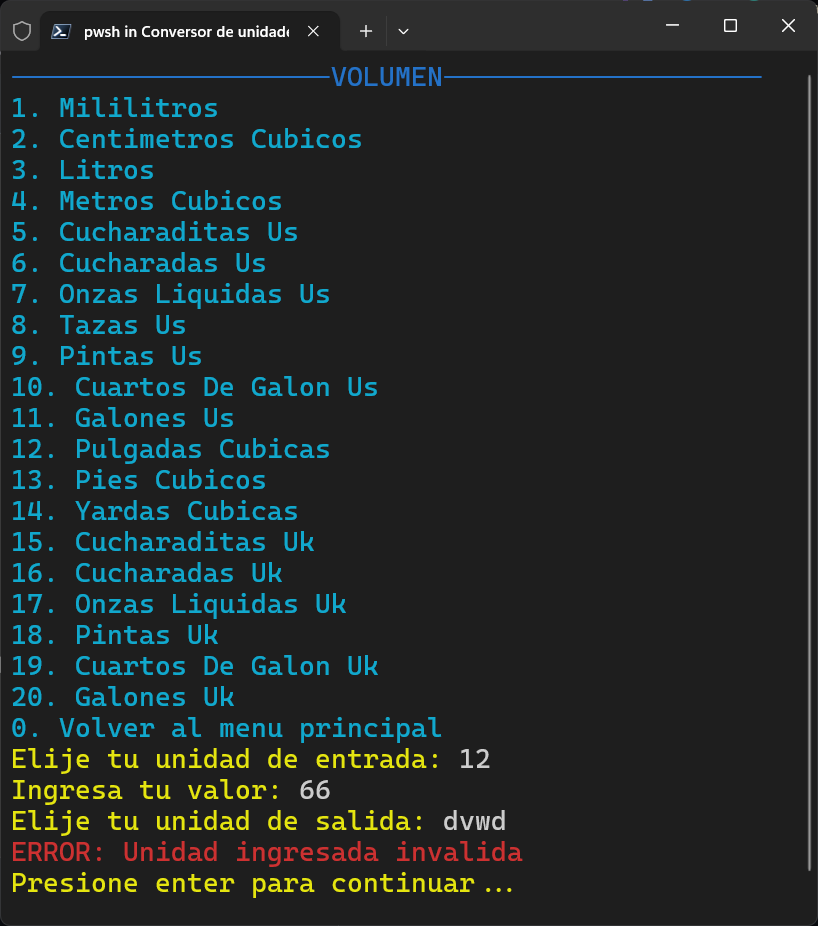 pwsh in Conversor de unidade
VOLUMEN
1. Mililitros
2. Centimetros Cubicos
3. Litros
4. Metros Cubicos
5. Cucharaditas Us
6. Cucharadas Us
7. Onzas Liquidas Us
8. Tazas Us
9. Pintas Us
10. Cuartos De Galon Us
11. Galones Us
12. Pulgadas Cubicas
13. Pies Cubicos
14. Yardas Cubicas
15. Cucharaditas Uk
16. Cucharadas Uk
17. Onzas Liquidas Uk
18. Pintas Uk
19. Cuartos De Galon Uk
20. Galones Uk
0. Volver al menu principal
Elije tu unidad de entrada: 12
Ingresa tu valor: 66
Elije tu unidad de salida: dvwd
ERROR: Unidad ingresada invalida
Presione enter para continuar...